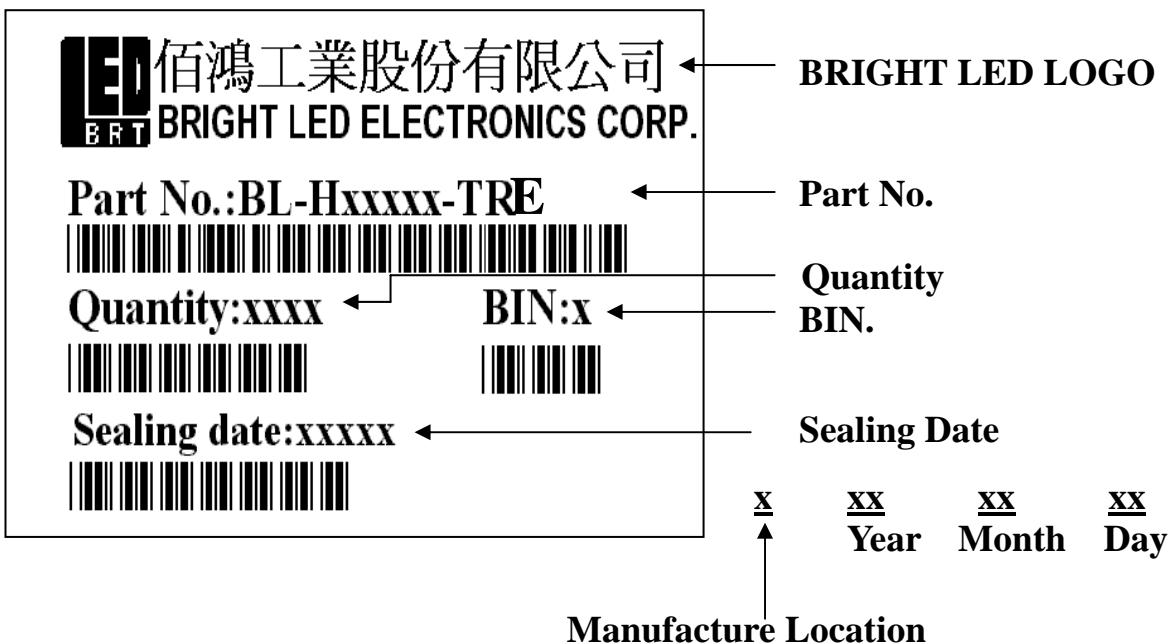 LED 佰鴻工業股份有限公司
BRT BRIGHT LED ELECTRONICS CORP.
BRIGHT LED LOGO
Part No.:BL-Hxxxxx-TRE
Part No.
Quantity:xxxx
BIN:x
Quantity
BIN.
Sealing date:xxxxx
Sealing Date
x xx xx xx
Year Month Day
Manufacture Location